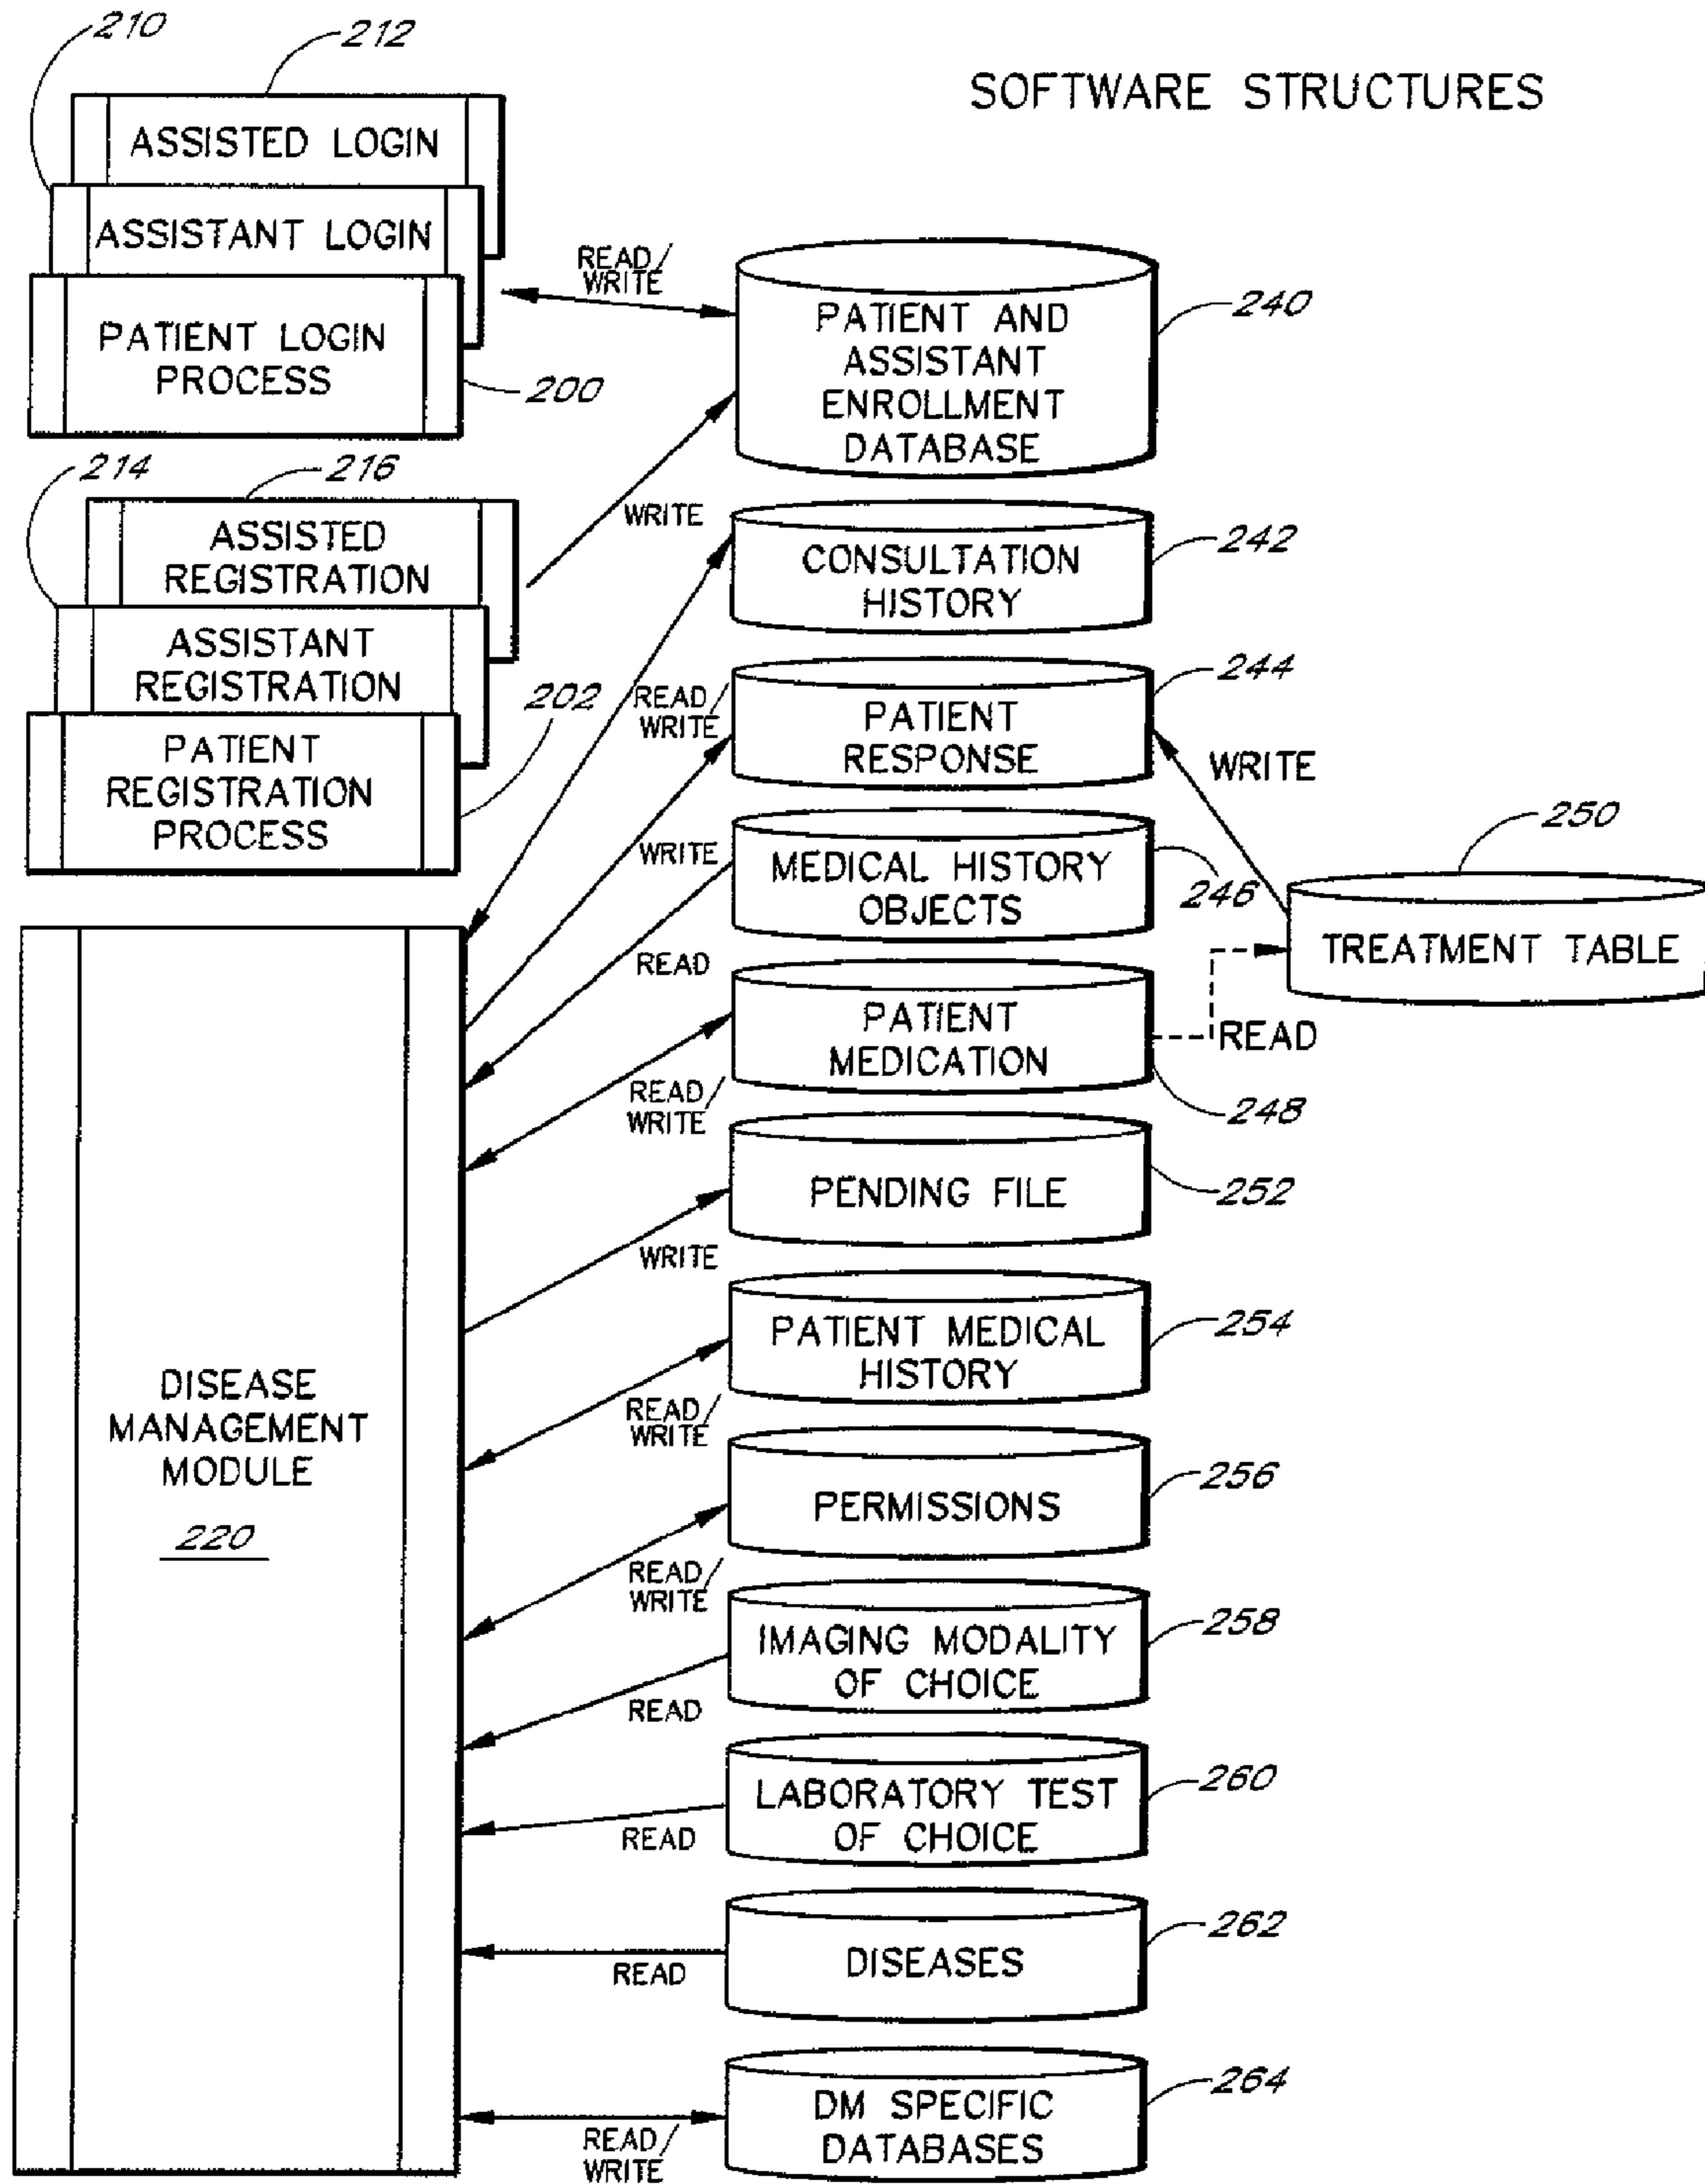 210
212
SOFTWARE STRUCTURES
ASSISTED LOGIN
ASSISTANT LOGIN
PATIENT LOGIN
PROCESS
200
READ/
WRITE
PATIENT AND
ASSISTANT
ENROLLMENT
DATABASE
240
214
216
ASSISTED
REGISTRATION
ASSISTANT
REGISTRATION
PATIENT
REGISTRATION
PROCESS
202
WRITE
CONSULTATION
HISTORY
242
READ/
WRITE
PATIENT
RESPONSE
244
WRITE
WRITE
MEDICAL HISTORY
OBJECTS
246
250
TREATMENT TABLE
READ
PATIENT
MEDICATION
248
READ
READ/
WRITE
PENDING FILE
252
WRITE
PATIENT MEDICAL
HISTORY
254
READ/
WRITE
DISEASE
MANAGEMENT
MODULE
220
PERMISSIONS
256
READ/
WRITE
IMAGING MODALITY
OF CHOICE
258
READ
LABORATORY TEST
OF CHOICE
260
READ
DISEASES
262
READ
DM SPECIFIC
DATABASES
264
READ/
WRITE